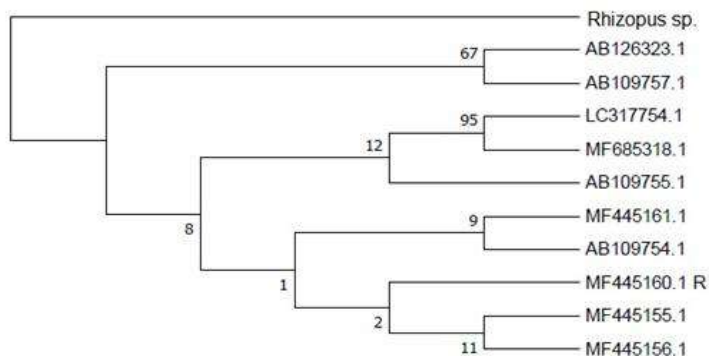 Rhizopus sp.
67
AB126323.1
AB109757.1
95
LC317754.1
12
MF685318.1
AB109755.1
9
MF445161.1
8
AB109754.1
1
MF445160.1 R
2
MF445155.1
11
MF445156.1